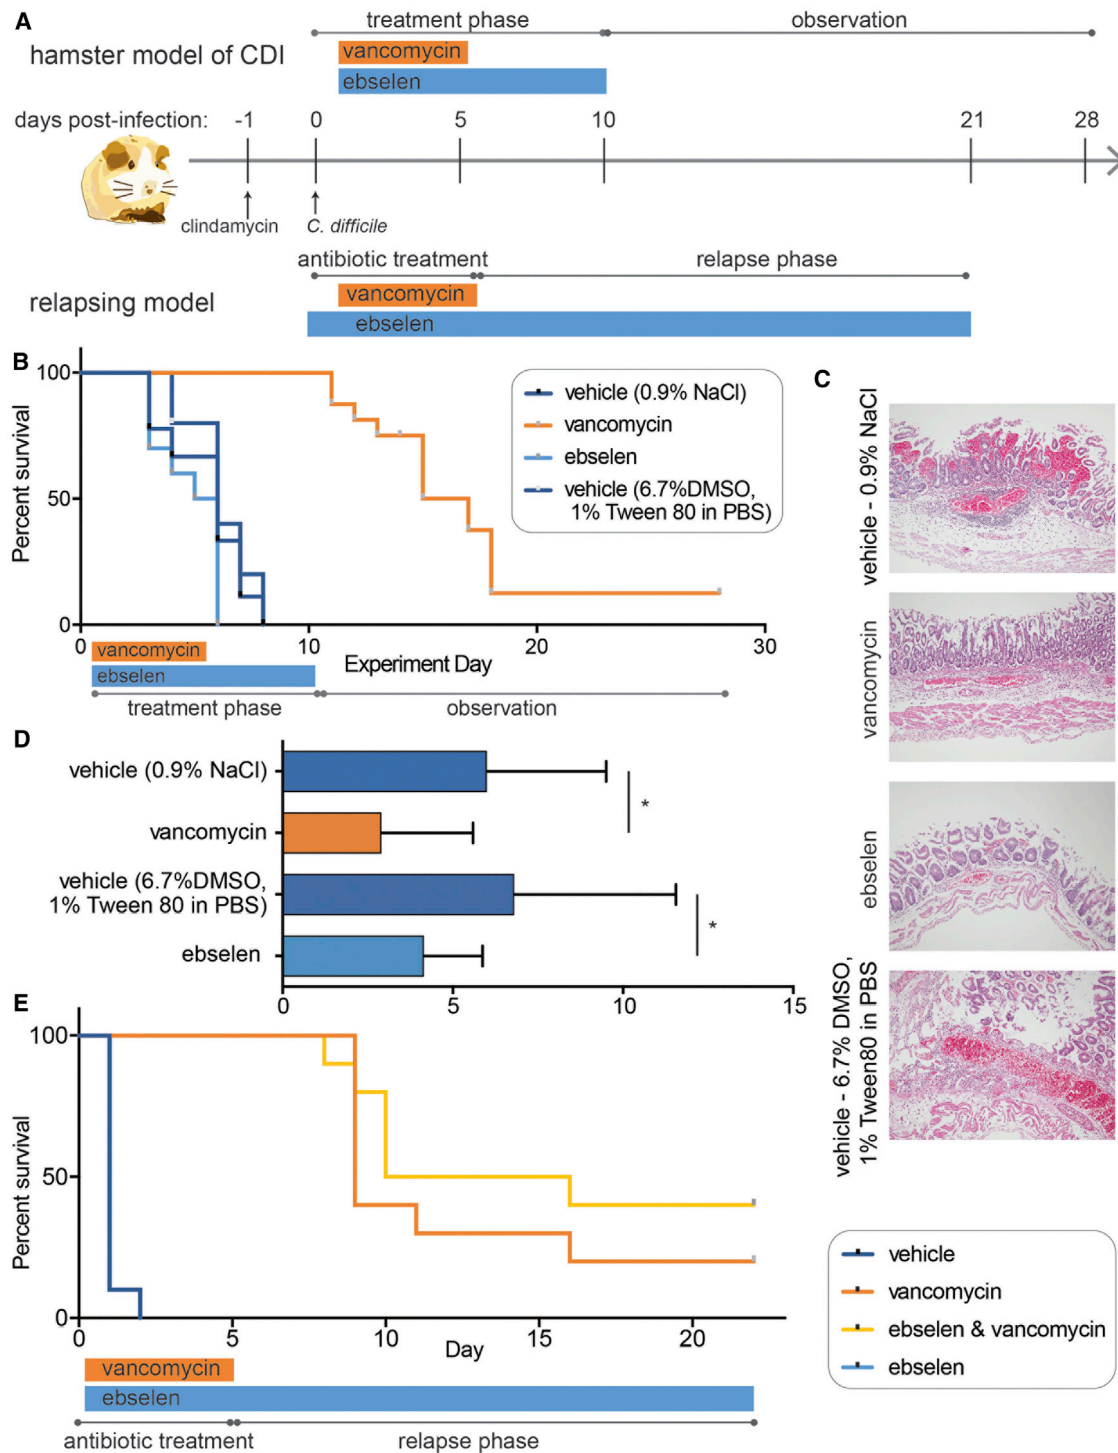 A
treatment phase
observation
hamster model of CDI
vancomycin
ebselen
days post-infection:
-1
0
5
10
21
28
clindamycin
C. difficile
antibiotic treatment
relapse phase
relapsing model
vancomycin
ebselen
B
100
50
0
Percent survival
vehicle (0.9% NaCl)
vancomycin
ebselen
vehicle (6.7%DMSO,
1% Tween 80 in PBS)
0
10
20
30
Experiment Day
vancomycin
ebselen
treatment phase
observation
C
vehicle - 0.9% NaCl
vancomycin
ebselen
vehicle - 6.7% DMSO,
1% Tween80 in PBS
D
vehicle (0.9% NaCl)
*
vancomycin
vehicle (6.7%DMSO,
1% Tween 80 in PBS)
*
ebselen
0
5
10
15
E
100
50
0
Percent survival
0
5
10
15
20
Day
vancomycin
ebselen
antibiotic treatment
relapse phase
vehicle
vancomycin
ebselen & vancomycin
ebselen